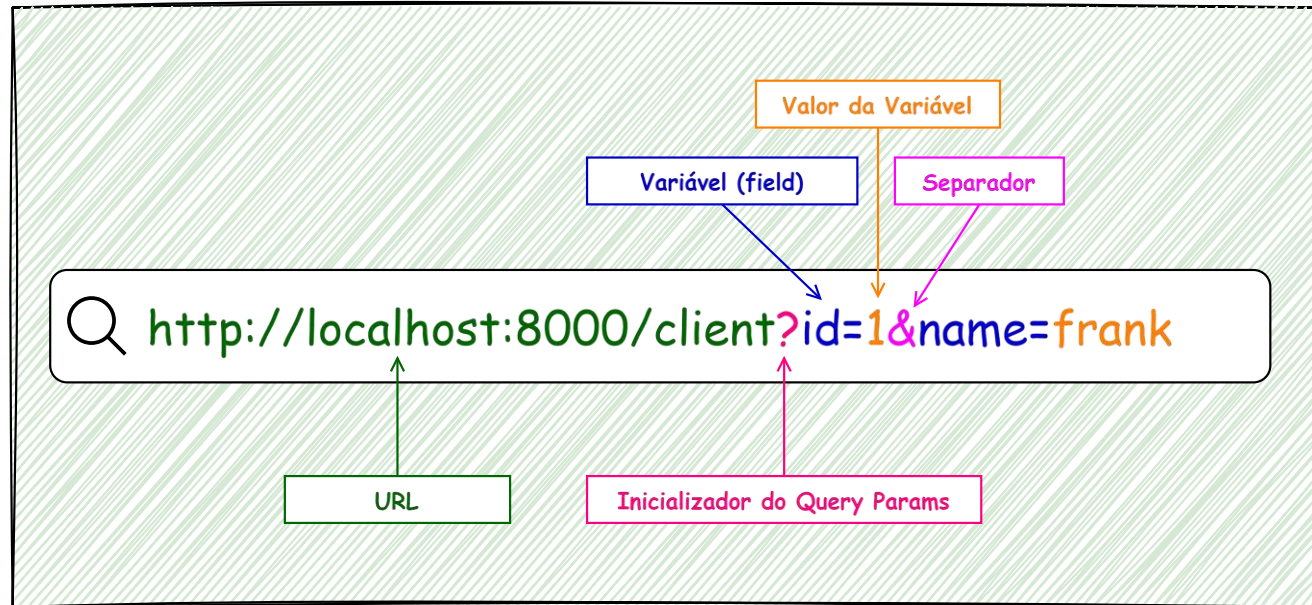 Valor da Variável
Variável (field)
Separador
http://localhost:8000/client?id=1&name=frank
URL
Inicializador do Query Params